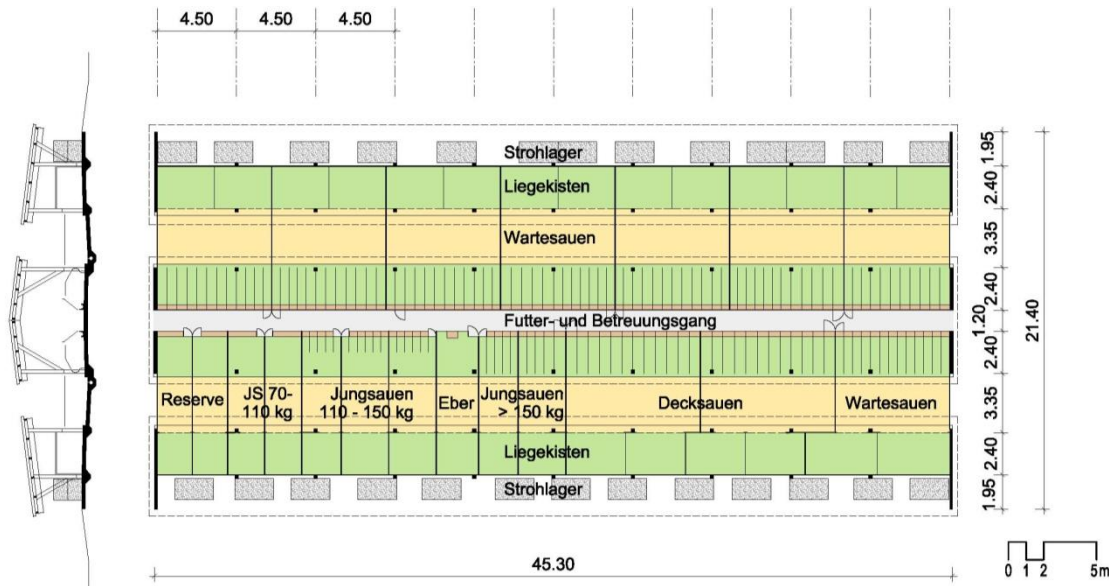 4.50 4.50 4.50
Strohlager
Liegekisten
Wartesauen
Futter- und Betreuungsgang
Reserve
JS 70-
110 kg
Jungsauen
110 - 150 kg
Eber
Jungsauen
> 150 kg
Decksauen
Wartesauen
Liegekisten
Strohlager
1.95
2.40
3.35
2.40
1.20
2.40
3.35
2.40
1.95
21.40
45.30
0 1 2 5m